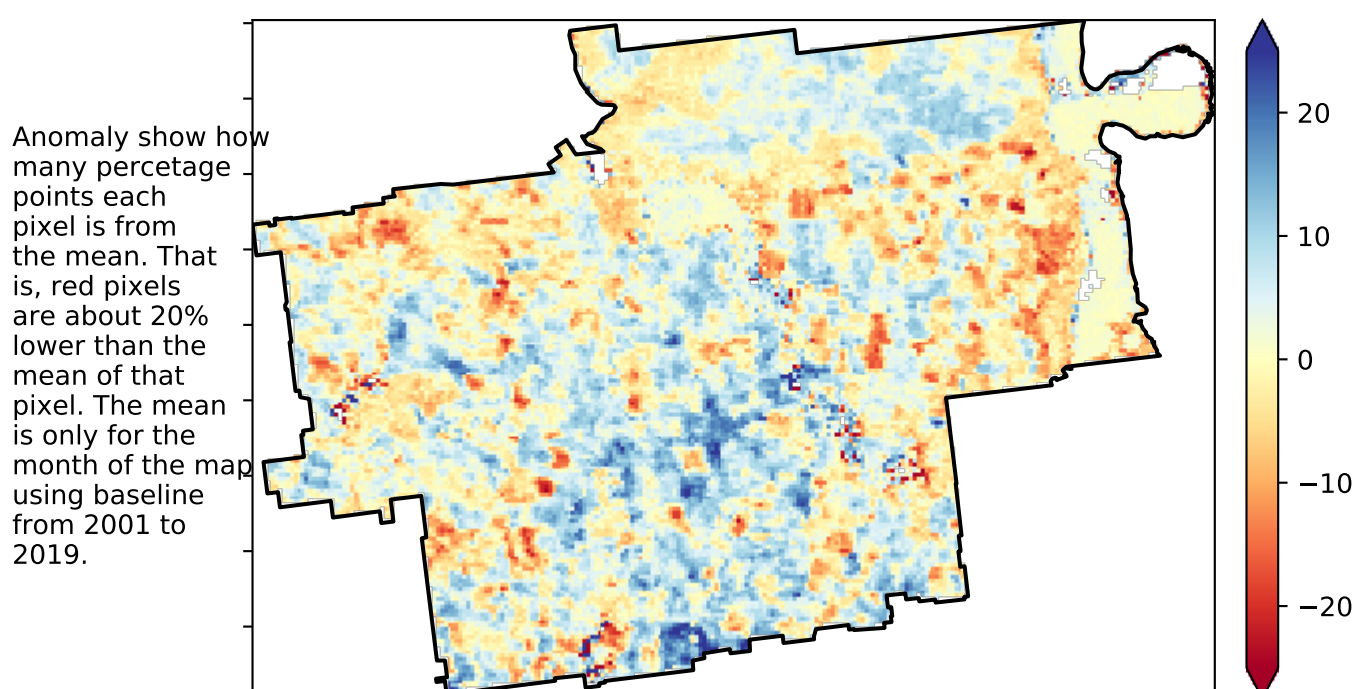 Anomaly show how
many percetage
points each
pixel is from
the mean. That
is, red pixels
are about 20%
lower than the
mean of that
pixel. The mean
is only for the
month of the map
using baseline
from 2001 to
2019.
20
10
0
−10
−20